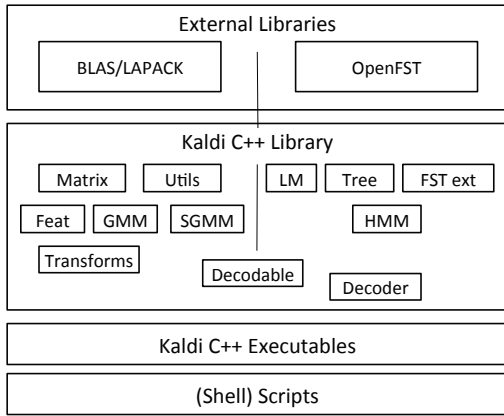 External Libraries
BLAS/LAPACK
OpenFST
Kaldi C++ Library
Matrix
Utils
LM
Tree
FST ext
Feat
GMM
SGMM
HMM
Transforms
Decodable
Decoder
Kaldi C++ Executables
(Shell) Scripts